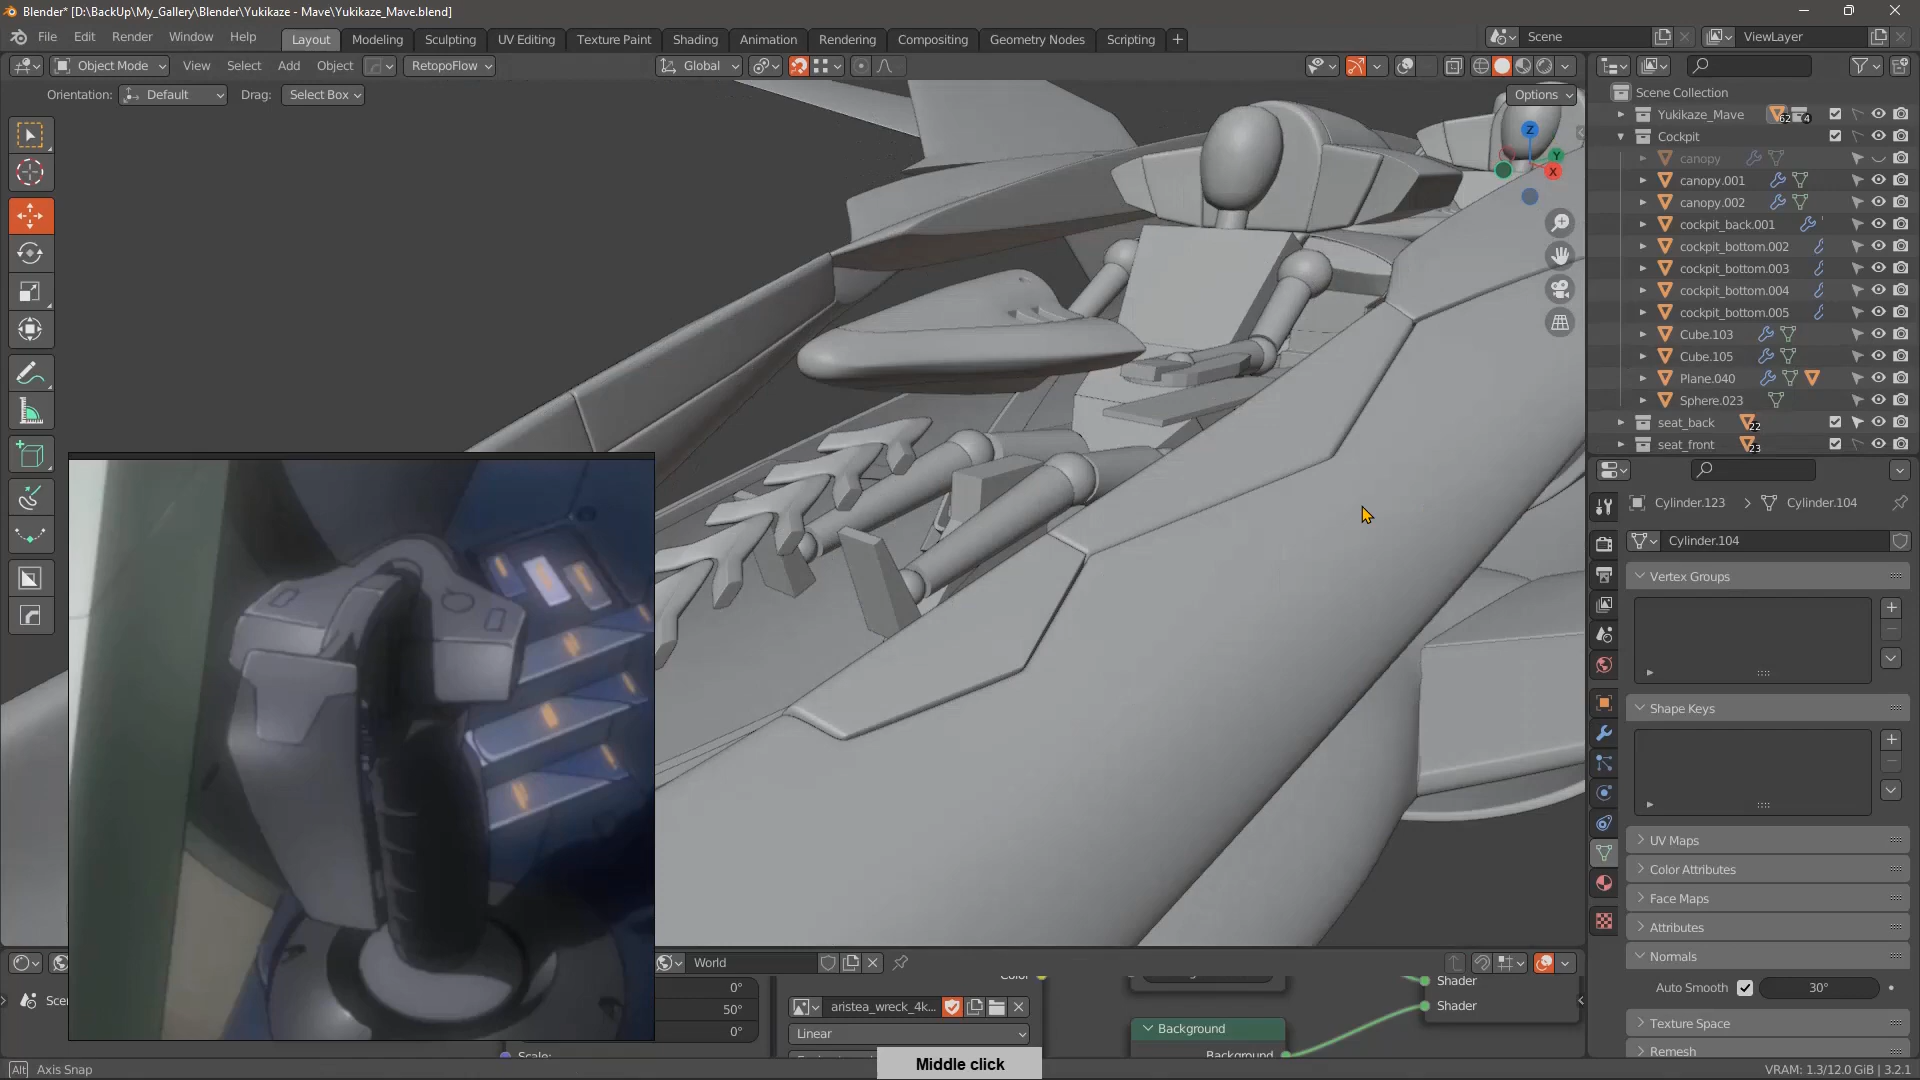 Blender* [D:\BackUp\My_Gallery\Blender\Yukikaze - Mave\Yukikaze_Mave.blend]
File Edit Render Window Help Layout Modeling Sculpting UV Editing Texture Paint Shading Animation Rendering Compositing Geometry Nodes Scripting + Scene ViewLayer
Object Mode View Select Add Object RetopoFlow Global
Orientation: Default Drag: Select Box Options
Scene Collection
Yukikaze_Mave 62 4
Cockpit
canopy
canopy.001
canopy.002
cockpit_back.001
cockpit_bottom.002
cockpit_bottom.003
cockpit_bottom.004
cockpit_bottom.005
Cube.103
Cube.105
Plane.040
Sphere.023
seat_back 22
seat_front 23
Z
Y
X
Cylinder.123 Cylinder.104
Cylinder.104
Vertex Groups
Shape Keys
UV Maps
Color Attributes
Face Maps
Attributes
Normals
Auto Smooth 30°
Texture Space
Remesh
World
0°
50°
0°
Scale:
aristea_wreck_4k...
Linear
Shader
Shader
Background
Background
Middle click
Alt Axis Snap
VRAM: 1.3/12.0 GiB | 3.2.1